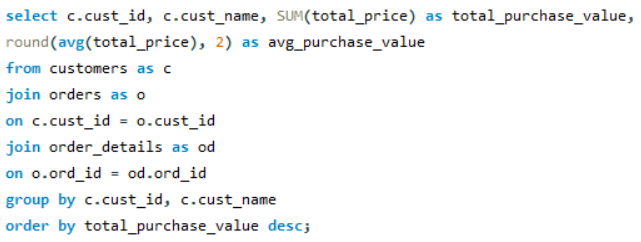 select c.cust_id, c.cust_name, SUM(total_price) as total_purchase_value,
round(avg(total_price), 2) as avg_purchase_value
from customers as c
join orders as o
on c.cust_id = o.cust_id
join order_details as od
on o.ord_id = od.ord_id
group by c.cust_id, c.cust_name
order by total_purchase_value desc;